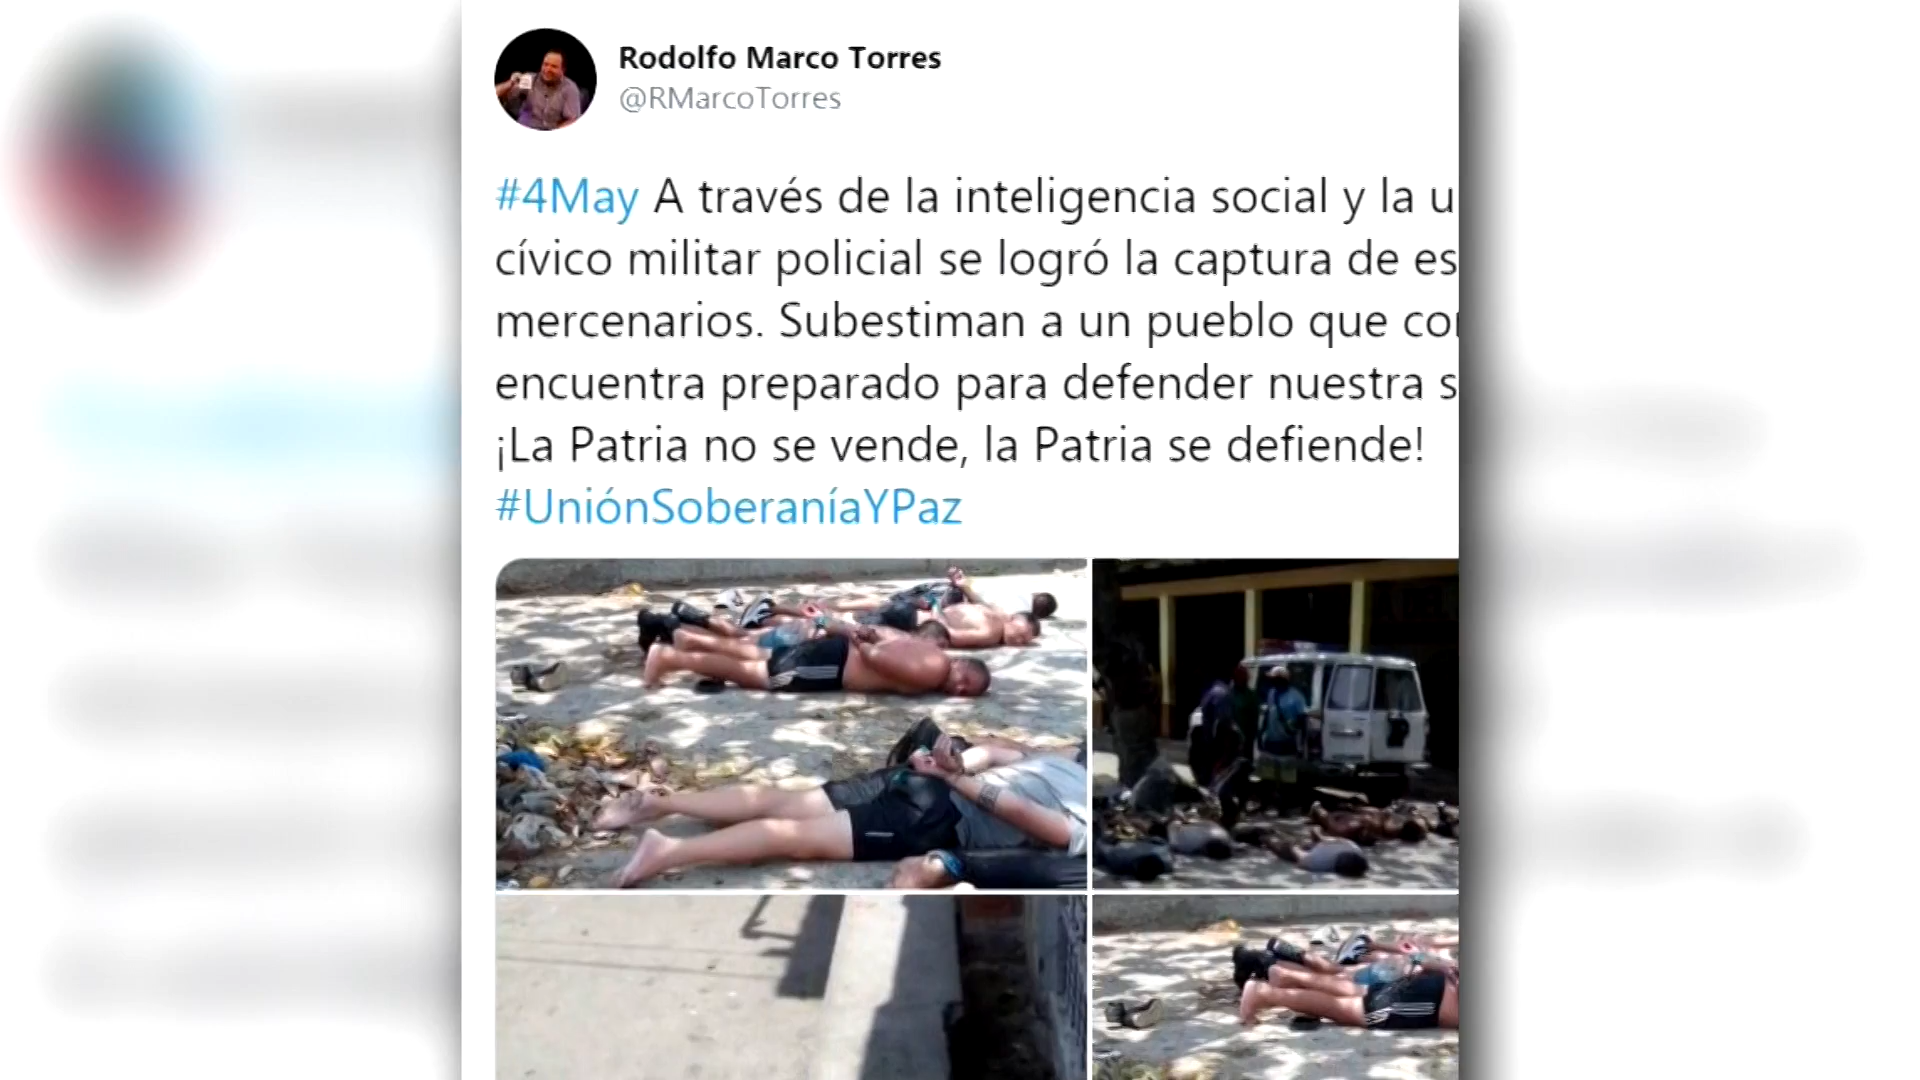 Rodolfo Marco Torres
@RMarcoTorres
#4May A través de la inteligencia social y la u
cívico militar policial se logró la captura de es
mercenarios. Subestiman a un pueblo que co
encuentra preparado para defender nuestra s
¡La Patria no se vende, la Patria se defiende!
#UniónSoberaníaYPaz